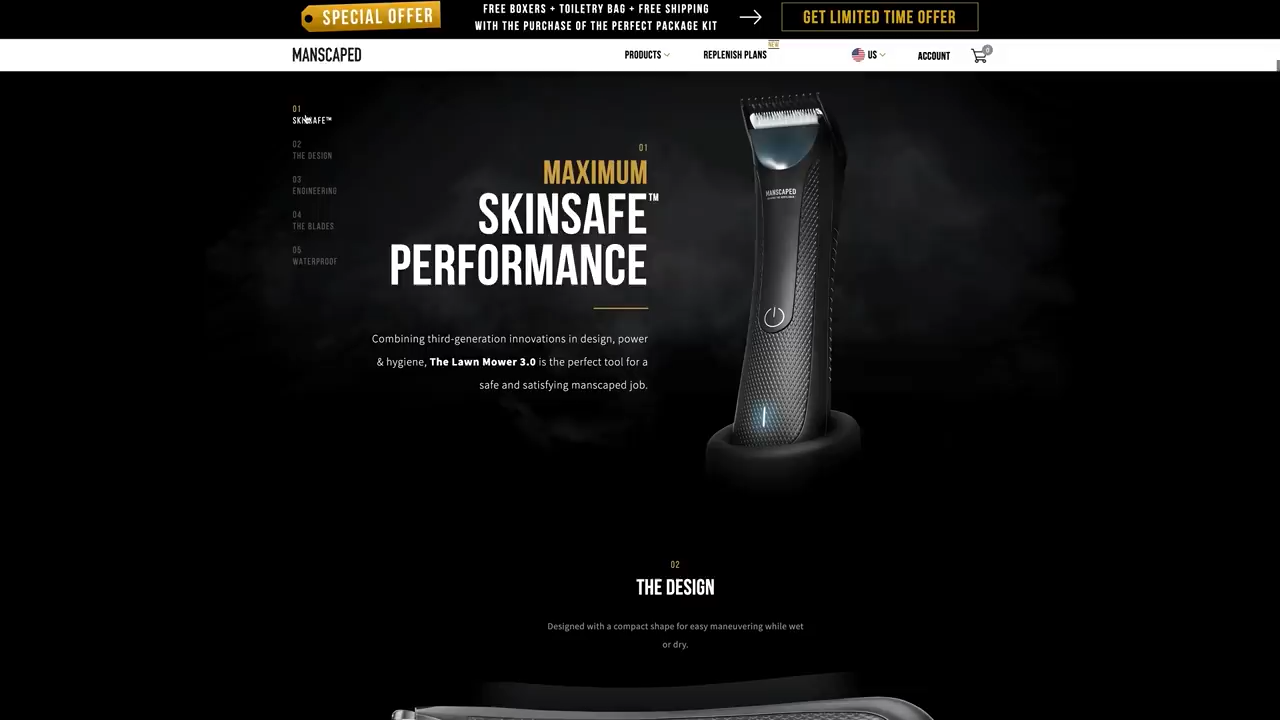 SPECIAL OFFER
FREE BOXERS + TOILETRY BAG + FREE SHIPPING
WITH THE PURCHASE OF THE PERFECT PACKAGE KIT
GET LIMITED TIME OFFER
MANSCAPED
PRODUCTS
REPLENISH PLANS
NEW
US
ACCOUNT
0
01
SKINSAFE™
02
THE DESIGN
03
ENGINEERING
04
THE BLADES
05
WATERPROOF
01
MAXIMUM
SKINSAFE™
PERFORMANCE
Combining third-generation innovations in design, power
& hygiene, The Lawn Mower 3.0 is the perfect tool for a
safe and satisfying manscaped job.
MANSCAPED
02
THE DESIGN
Designed with a compact shape for easy maneuvering while wet
or dry.